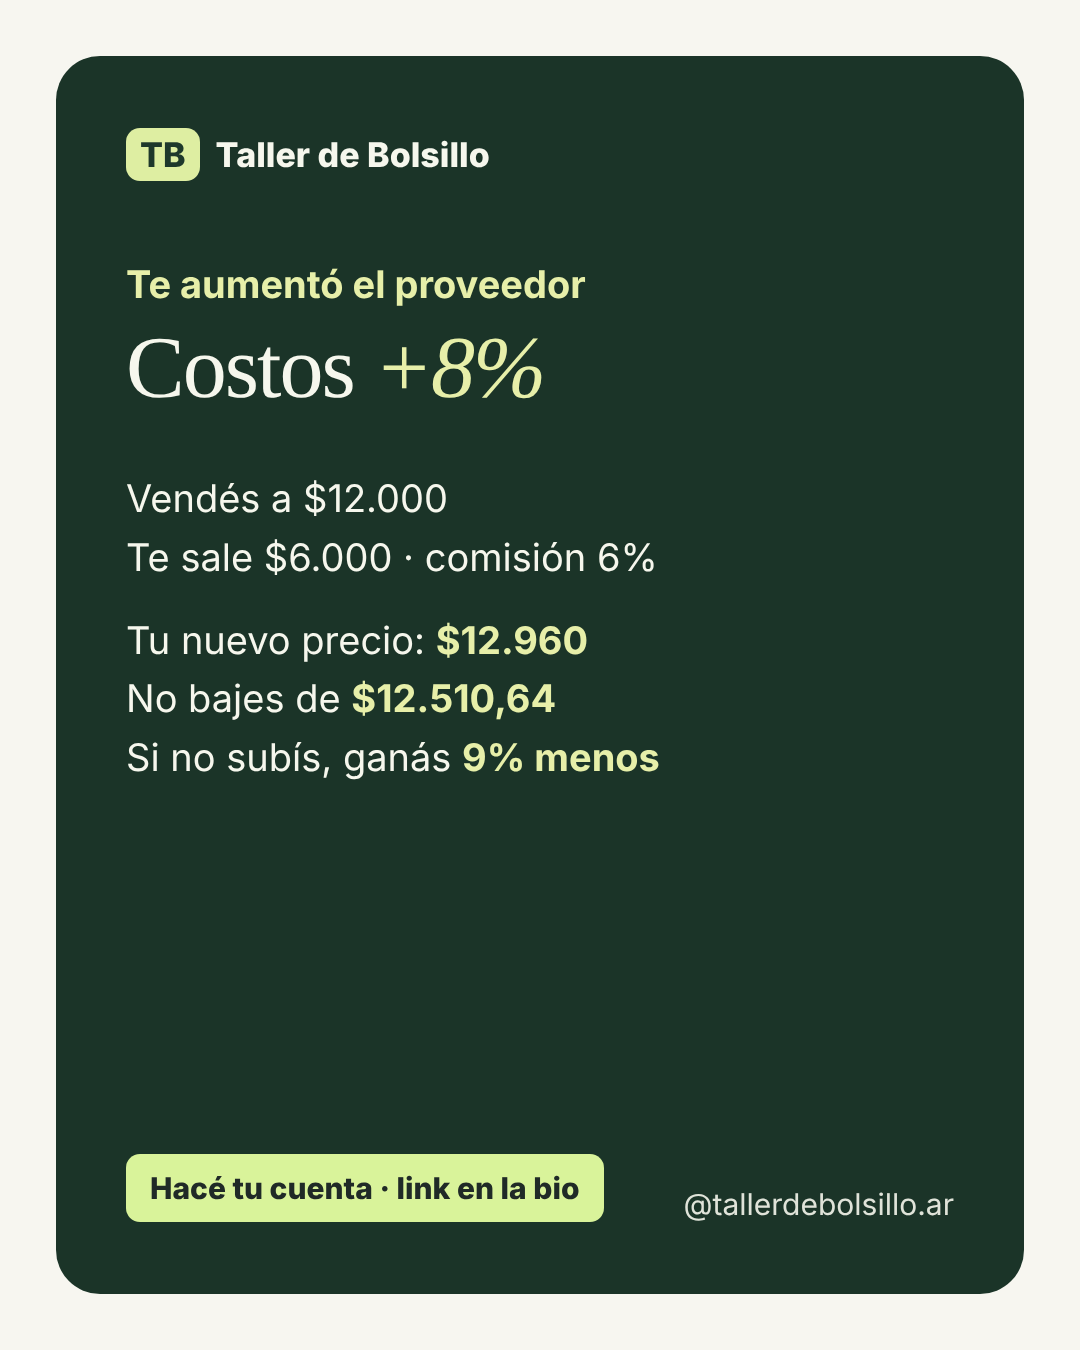 TB Taller de Bolsillo
Te aumentó el proveedor
Costos +8%
Vendés a $12.000
Te sale $6.000 · comisión 6%
Tu nuevo precio: $12.960
No bajes de $12.510,64
Si no subís, ganás 9% menos
Hacé tu cuenta · link en la bio
@tallerdebolsillo.ar